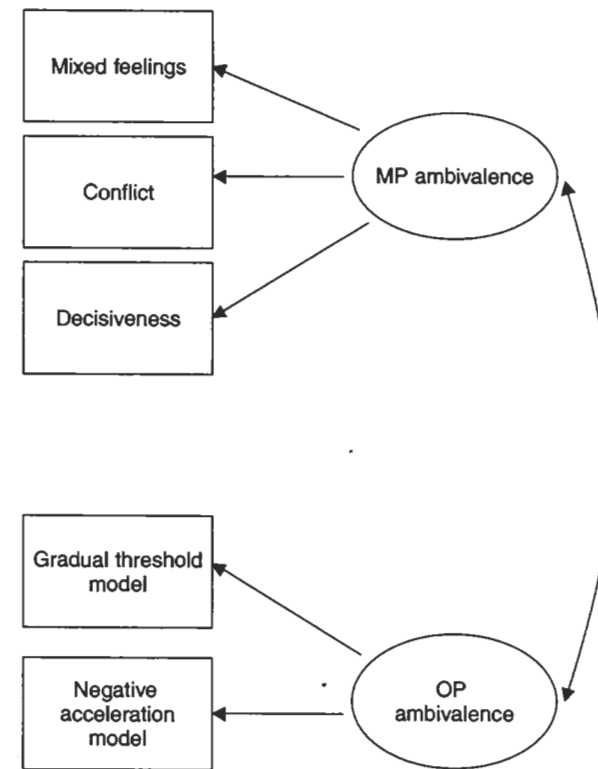 Mixed feelings
MP ambivalence
Conflict
Decisiveness
Gradual threshold
model
Negative
acceleration
model
OP
ambivalence